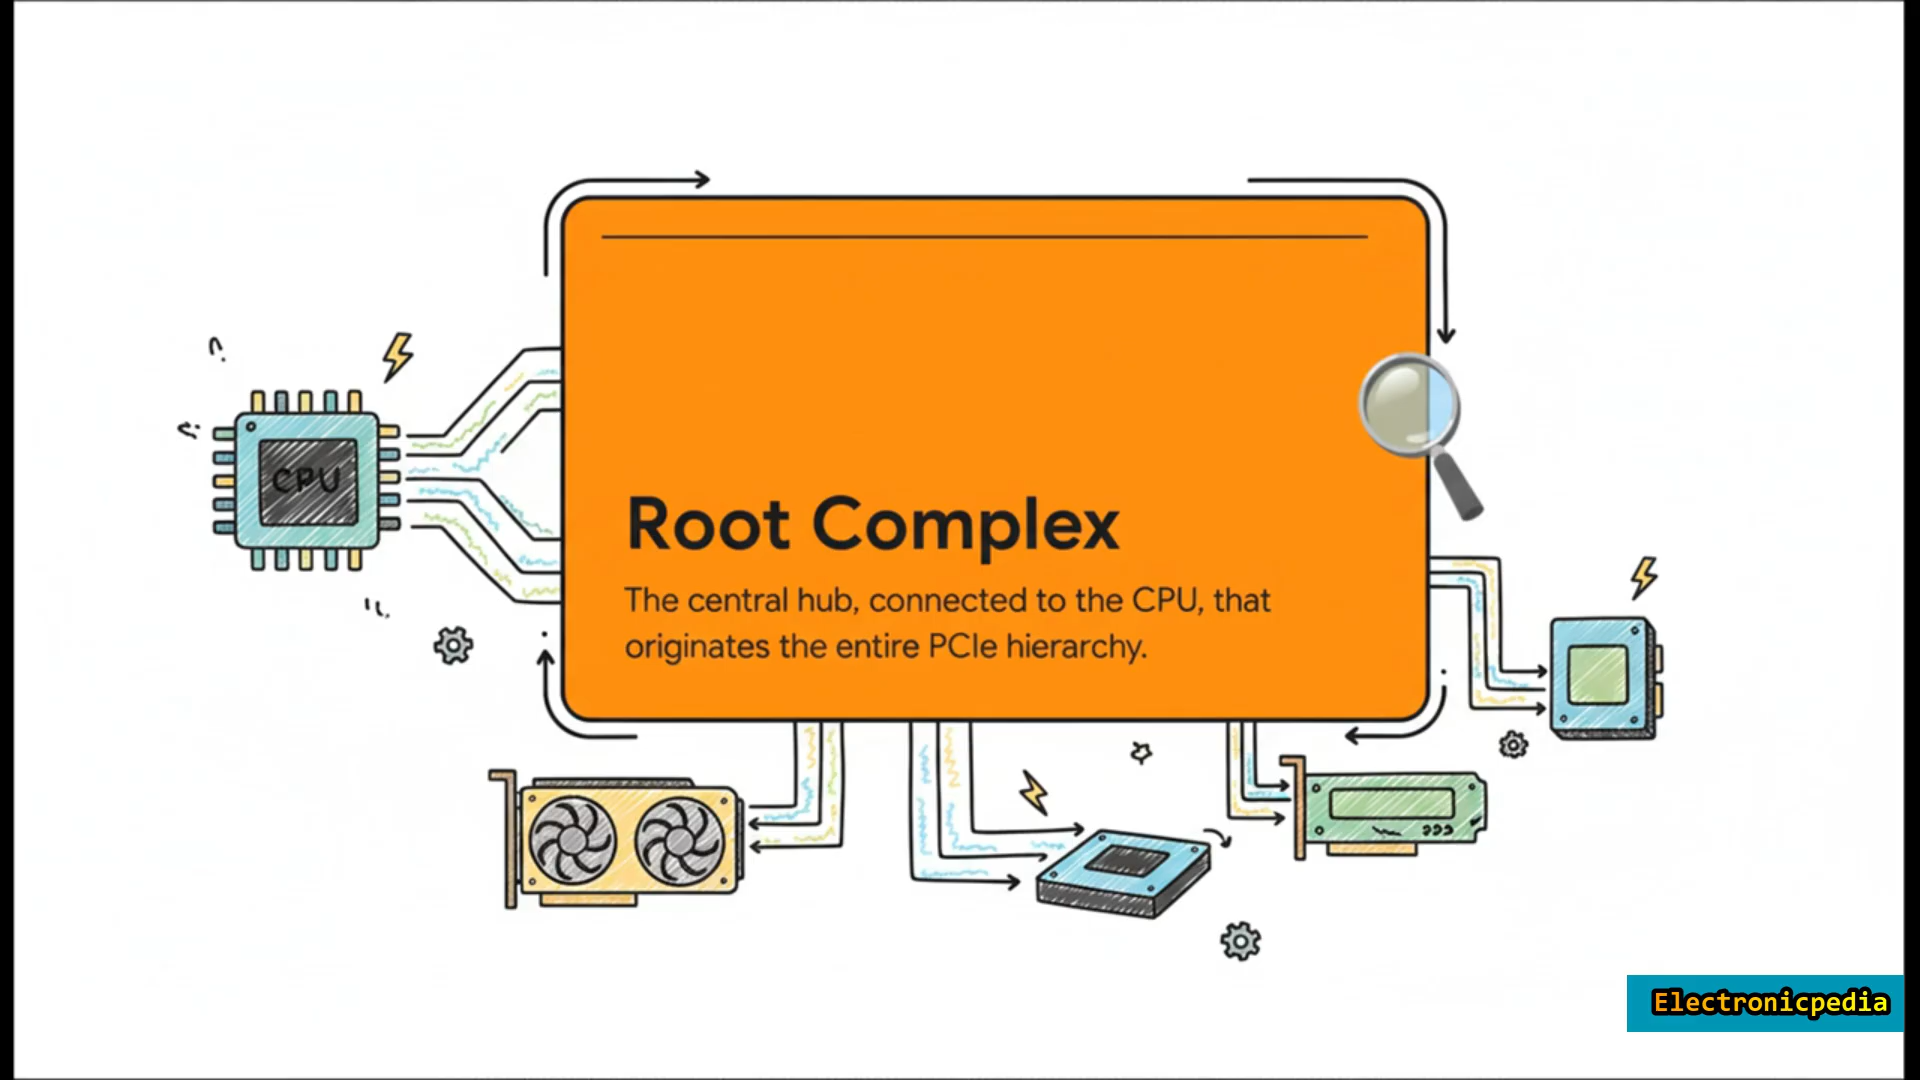 CPU
Root Complex
The central hub, connected to the CPU, that
originates the entire PCIe hierarchy.
Electronicpedia